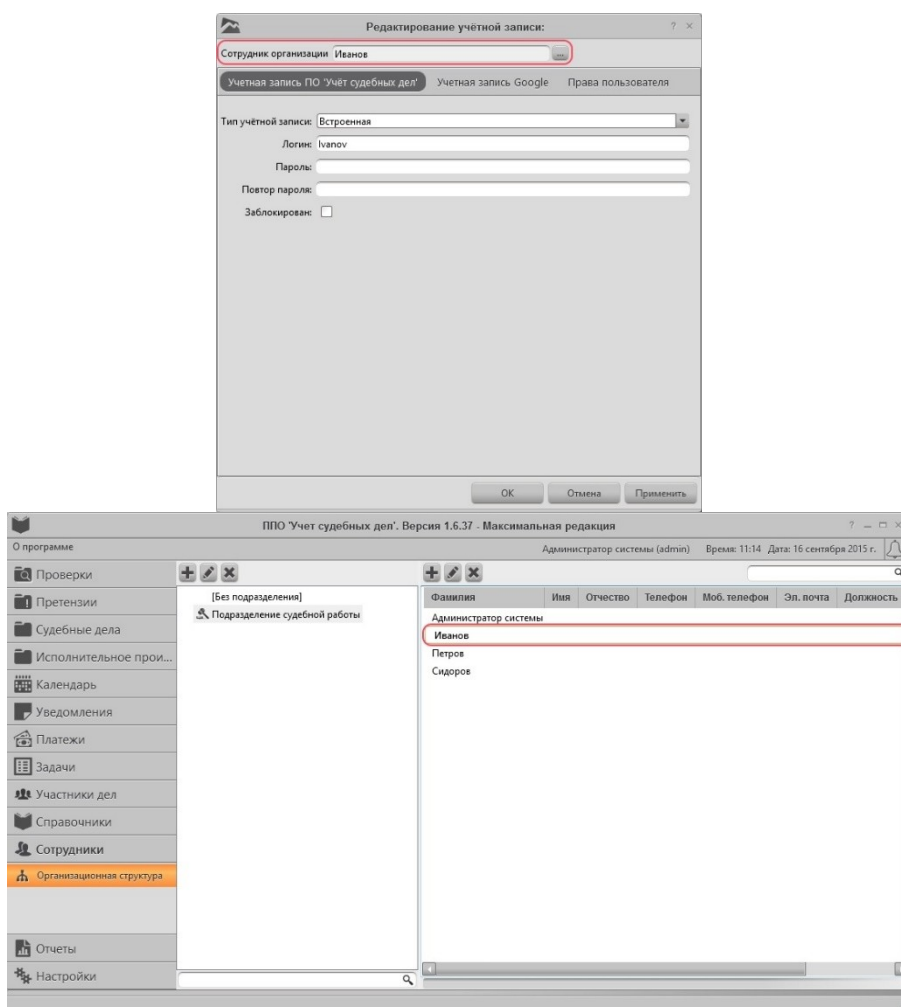 Редактирование учётной записи:
? ×
Сотрудник организации Иванов ...
Учетная запись ПО 'Учёт судебных дел' Учетная запись Google Права пользователя
Тип учётной записи: Встроенная
Логин: Ivanov
Пароль:
Повтор пароля:
Заблокирован:
ОК Отмена Применить
ППО 'Учет судебных дел'. Версия 1.6.37 - Максимальная редакция
О программе Администратор системы (admin) Время: 11:14 Дата: 16 сентября 2015 г.
Проверки
Претензии
Судебные дела
Исполнительное прои...
Календарь
Уведомления
Платежи
Задачи
Участники дел
Справочники
Сотрудники
Организационная структура
Отчеты
Настройки
[Без подразделения]
Подразделение судебной работы
Фамилия Имя Отчество Телефон Моб. телефон Эл. почта Должность
Администратор системы
Иванов
Петров
Сидоров